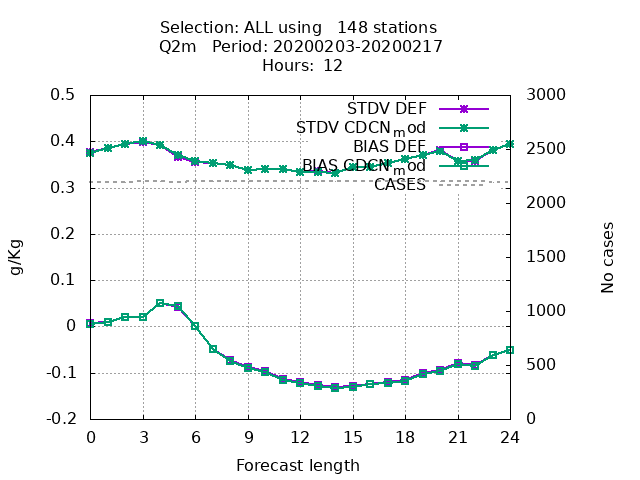 Selection: ALL using 148 stations
Q2m Period: 20200203-20200217
Hours: 12
STDV DEF
STDV CDCN_mod
BIAS DEF
BIAS CDCN_mod
CASES
0.5
0.4
0.3
0.2
0.1
0
-0.1
-0.2
g/Kg
3000
2500
2000
1500
1000
500
0
No cases
0 3 6 9 12 15 18 21 24
Forecast length